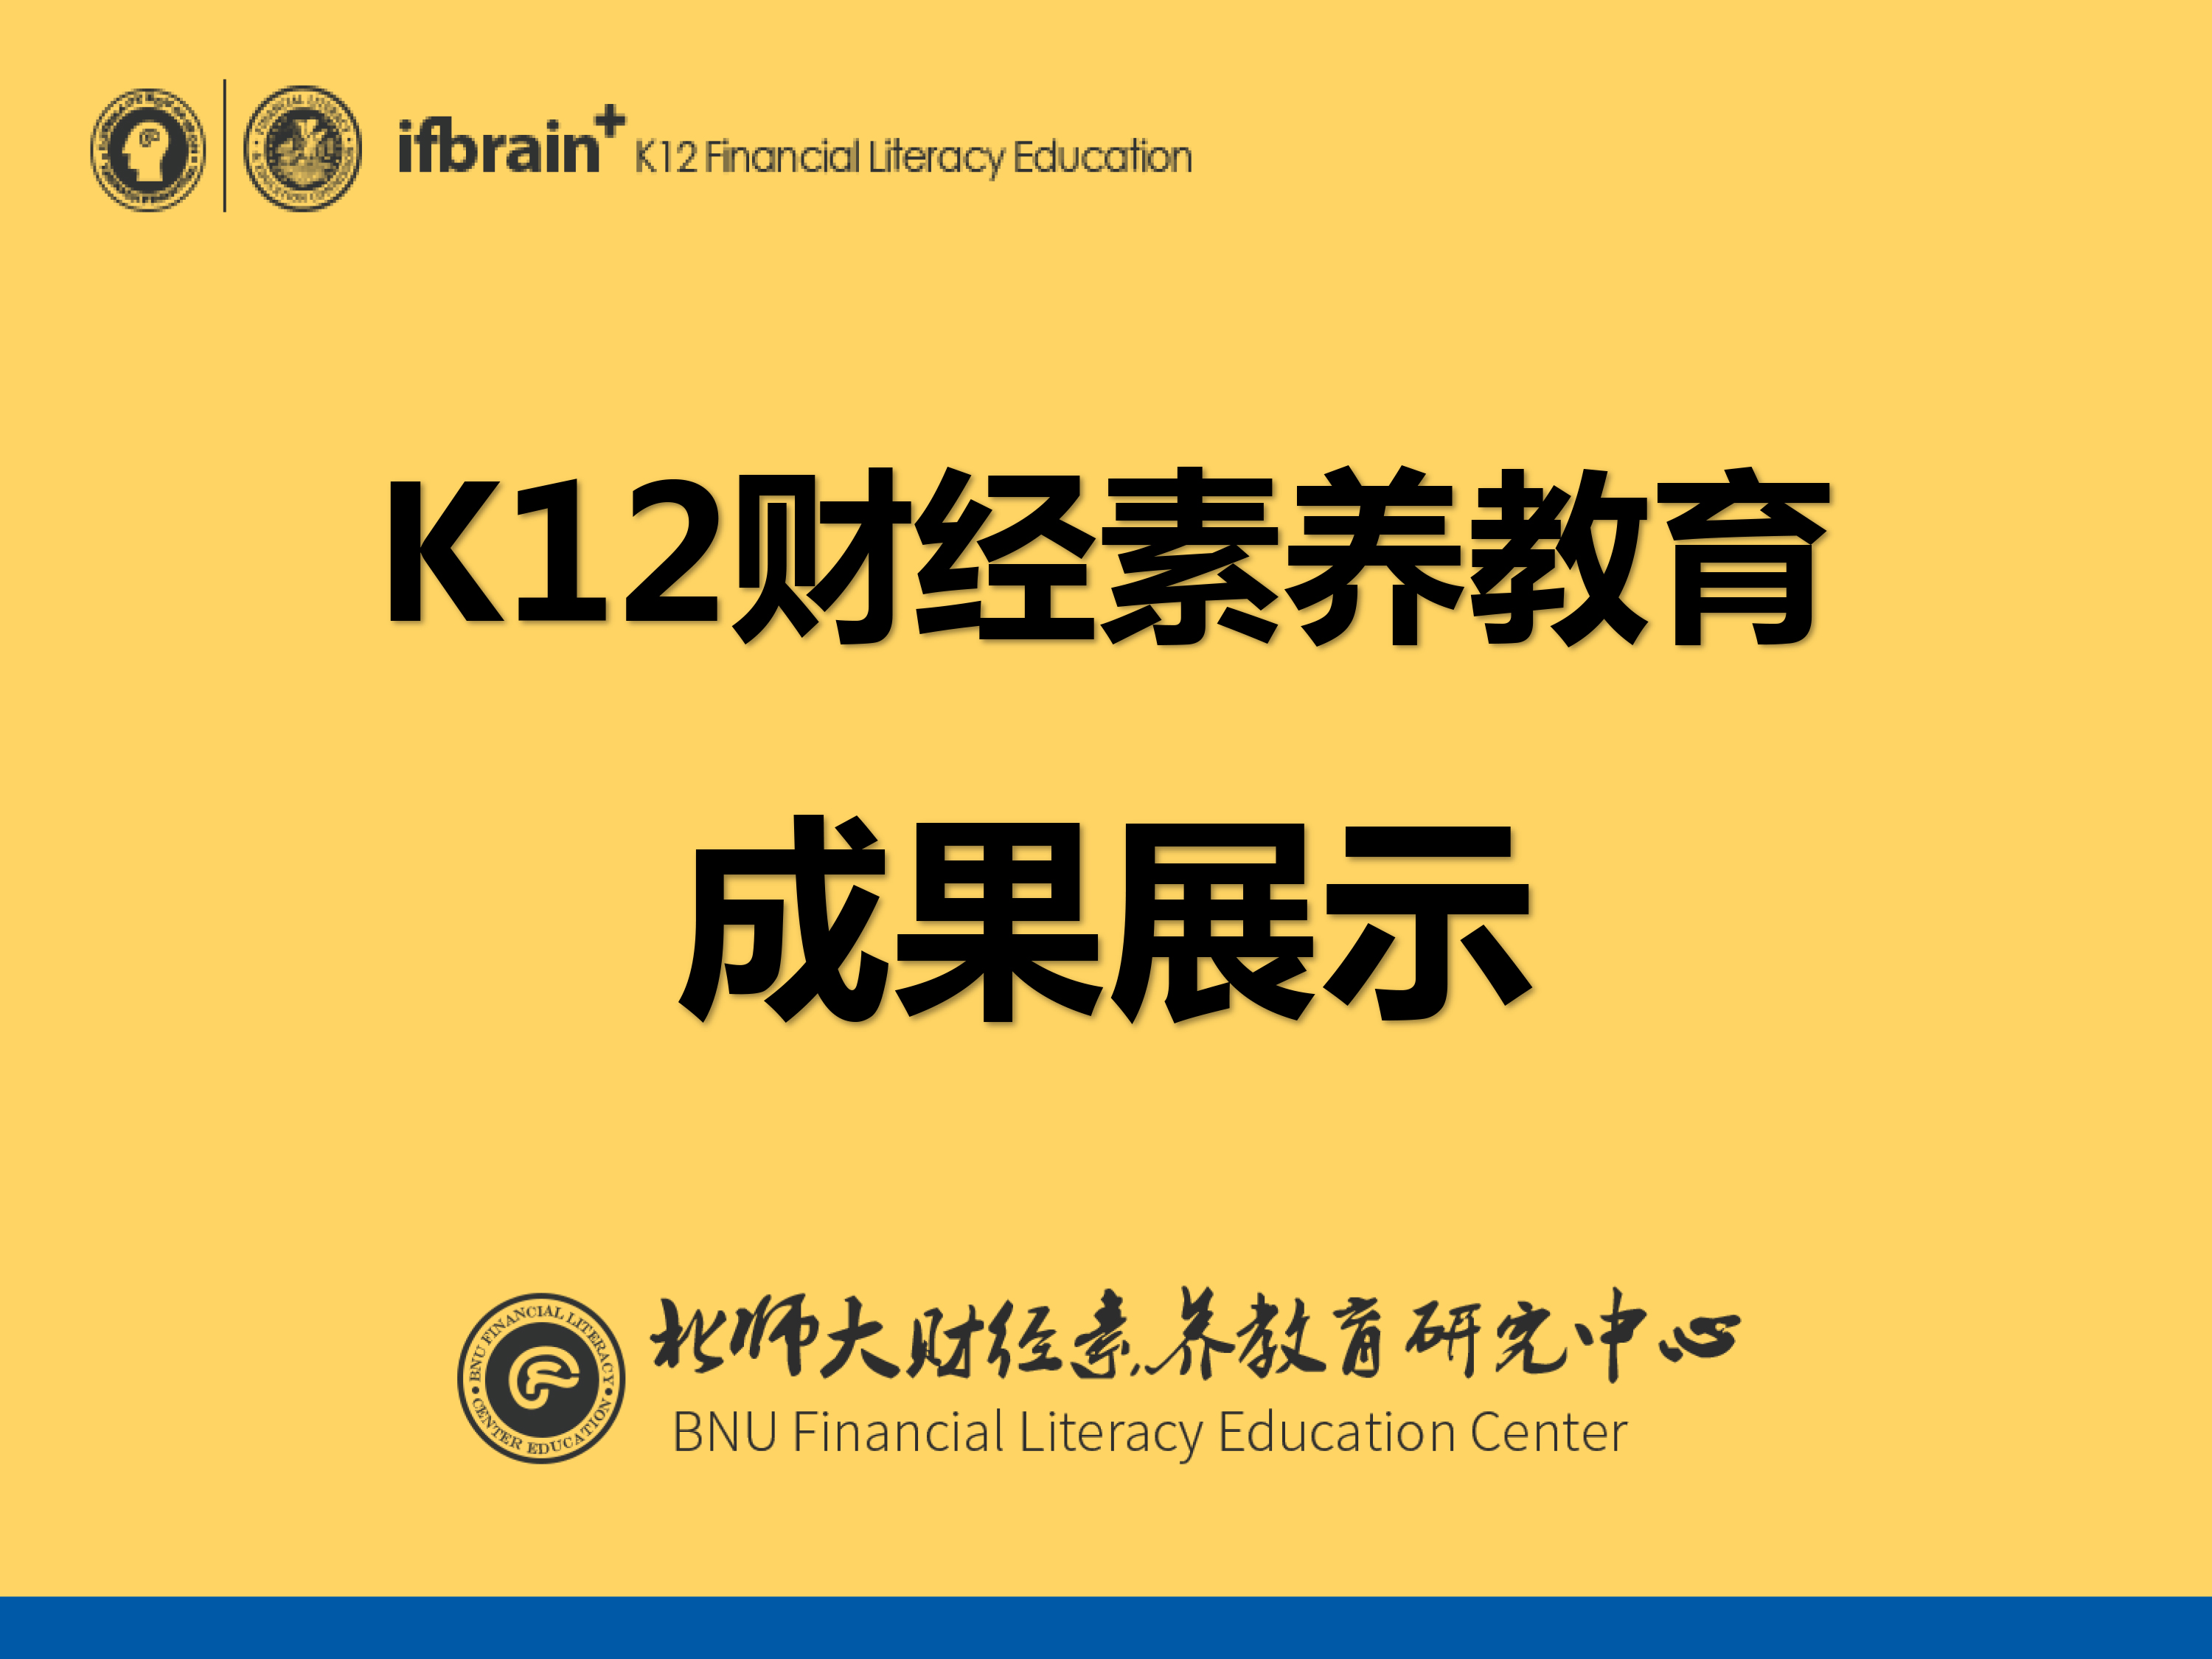 ifbrain+ K12 Financial Literacy Education
K12财经素养教育
成果展示
北师大财经素养教育研究中心
BNU FINANCIAL LITERACY
CENTER EDUCATION
BNU Financial Literacy Education Center